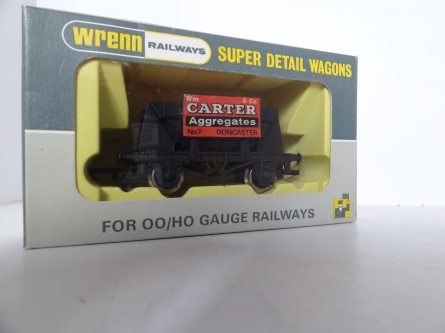 wrenn RAILWAYS SUPER DETAIL WAGONS
Wm & Co.
CARTER
Aggregates
No7 DONCASTER
FOR OO/HO GAUGE RAILWAYS